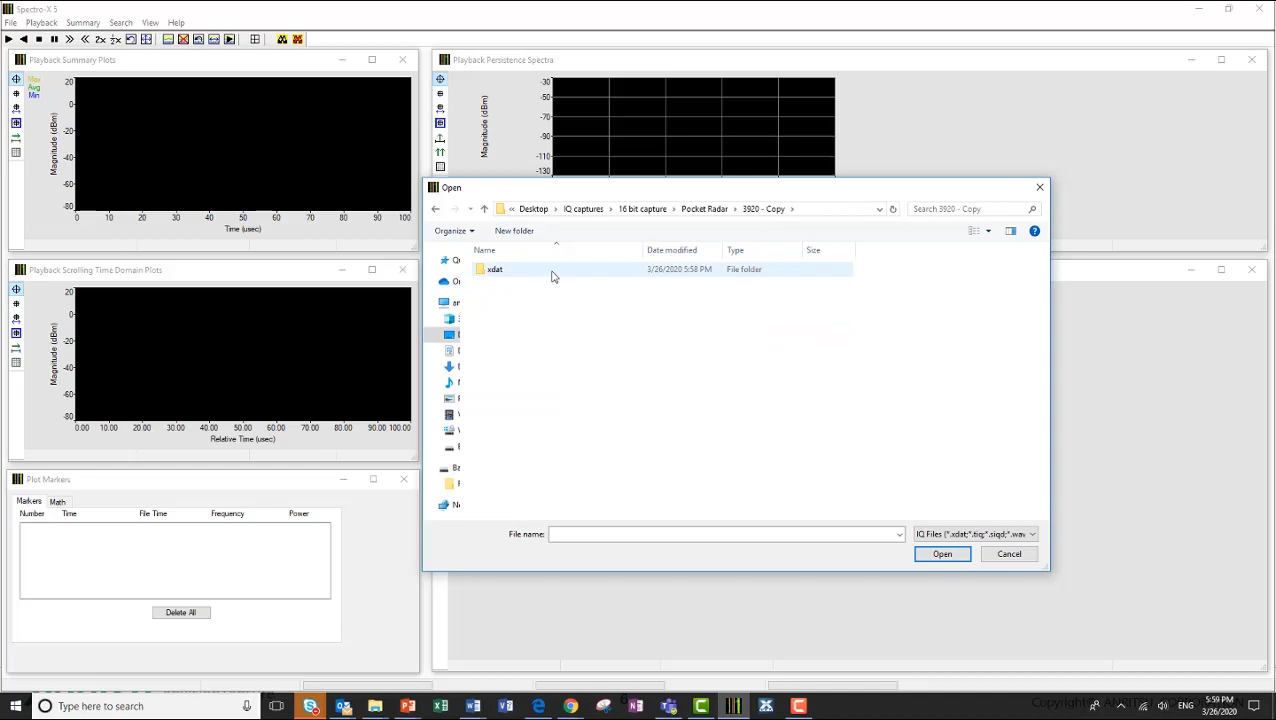 Spectro-X 5
File Playback Summary Search View Help
2x ½x
Playback Summary Plots
Max
Avg
Min
Magnitude (dBm)
20
0
-20
-40
-60
-80
0 10 20 30 40 50 60 70 80 90 100
Time (usec)
Playback Persistence Spectra
Magnitude (dBm)
-30
-50
-70
-90
-110
-130
Playback Scrolling Time Domain Plots
Magnitude (dBm)
20
0
-20
-40
-60
-80
0.00 10.00 20.00 30.00 40.00 50.00 60.00 70.00 80.00 90.00 100.00
Relative Time (usec)
Plot Markers
Markers Math
Number Time File Time Frequency Power
Delete All
Open
« Desktop › IQ captures › 16 bit capture › Pocket Radar › 3920 - Copy ›
Search 3920 - Copy
Organize New folder
Name Date modified Type Size
xdat 3/26/2020 5:58 PM File folder
File name:
IQ Files (*.xdat;*.tiq;*.siqd;*.wav
Open Cancel
Type here to search
ENG
5:59 PM
3/26/2020